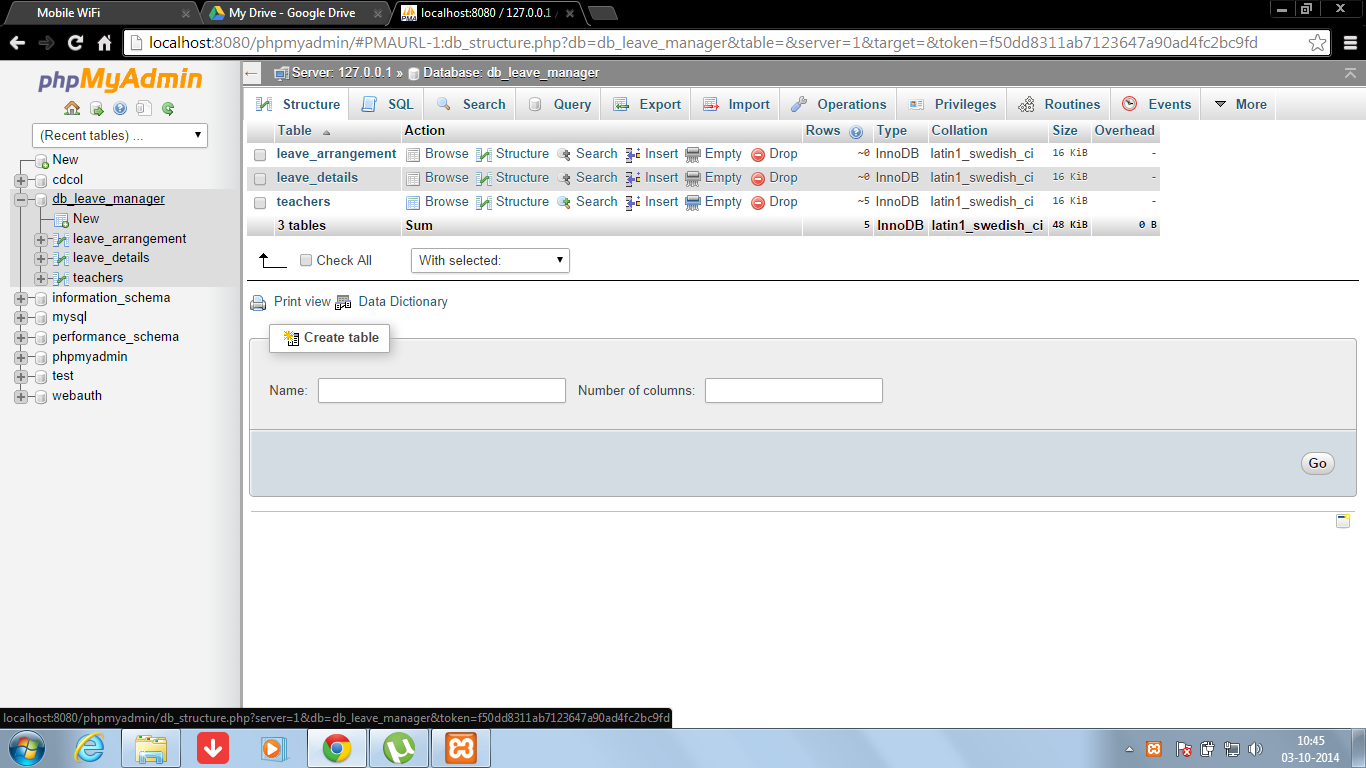 Mobile WiFi
My Drive - Google Drive
localhost:8080 / 127.0.0.1
localhost:8080/phpmyadmin/#PMAURL-1:db_structure.php?db=db_leave_manager&table=&server=1&target=&token=f50dd8311ab7123647a90ad4fc2bc9fd
phpMyAdmin
(Recent tables) ...
New
cdcol
db_leave_manager
New
leave_arrangement
leave_details
teachers
information_schema
mysql
performance_schema
phpmyadmin
test
webauth
Server: 127.0.0.1 » Database: db_leave_manager
Structure SQL Search Query Export Import Operations Privileges Routines Events More
Table Action Rows Type Collation Size Overhead
leave_arrangement Browse Structure Search Insert Empty Drop ~0 InnoDB latin1_swedish_ci 16 KiB -
leave_details Browse Structure Search Insert Empty Drop ~0 InnoDB latin1_swedish_ci 16 KiB -
teachers Browse Structure Search Insert Empty Drop ~5 InnoDB latin1_swedish_ci 16 KiB -
3 tables Sum 5 InnoDB latin1_swedish_ci 48 KiB 0 B
Check All With selected:
Print view Data Dictionary
Create table
Name: Number of columns:
Go
localhost:8080/phpmyadmin/db_structure.php?server=1&db=db_leave_manager&token=f50dd8311ab7123647a90ad4fc2bc9fd
10:45
03-10-2014